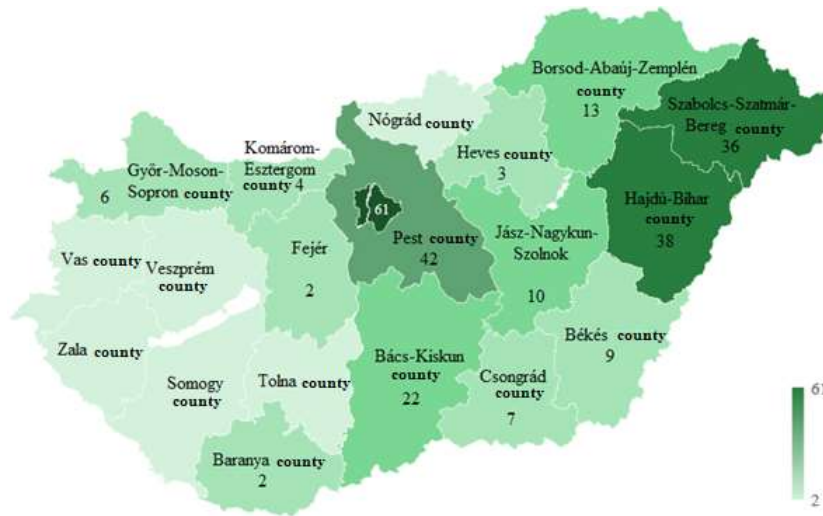 Borsod-Abaúj-Zemplén
county
13
Szabolcs-Szatmár-
Bereg county
36
Nógrád county
Heves county
3
Komárom-
Esztergom
county 4
Győr-Moson-
Sopron county
6
Hajdú-Bihar
county
38
61
Pest county
42
Jász-Nagykun-
Szolnok
10
Vas county
Veszprém
county
Fejér
2
Békés county
9
Zala county
Somogy
county
Tolna county
Bács-Kiskun
county
22
Csongrád
county
7
Baranya county
2
61
2